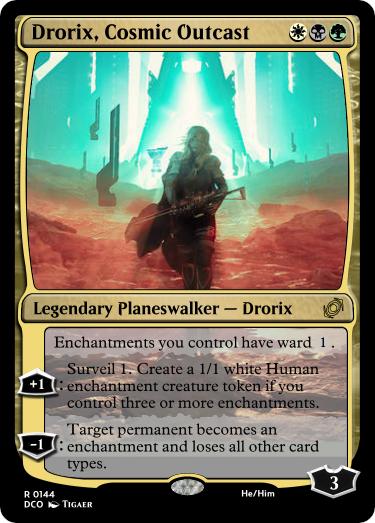 Drorix, Cosmic Outcast
Legendary Planeswalker — Drorix
Enchantments you control have ward 1.
+1: Surveil 1. Create a 1/1 white Human
enchantment creature token if you
control three or more enchantments.
-1: Target permanent becomes an
enchantment and loses all other card
types.
3
R 0144
He/Him
DCO TIGAER